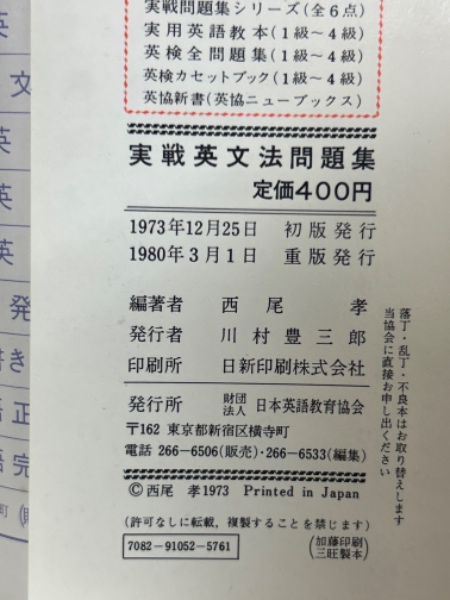 実戦問題集シリーズ(全6点)
実用英語教本(1級～4級)
英検全問題集(1級～4級)
英検カセットブック(1級～4級)
英協新書(英協ニューブックス)
実戦英文法問題集
定価400円
1973年12月25日 初版発行
1980年3月1日 重版発行
編著者 西尾 孝
発行者 川村豊三郎
印刷所 日新印刷株式会社
発行所 財団法人 日本英語教育協会
〒162 東京都新宿区横寺町
電話 266-6506(販売)・266-6533(編集)
©西尾 孝1973 Printed in Japan
(許可なしに転載，複製することを禁じます)
7082-91052-5761
(加藤印刷
三旺製本)
落丁・乱丁・不良本はお取り替えします
当協会に直接お申し出ください
英
文
英
英
英
発
書き
語正
語完
町